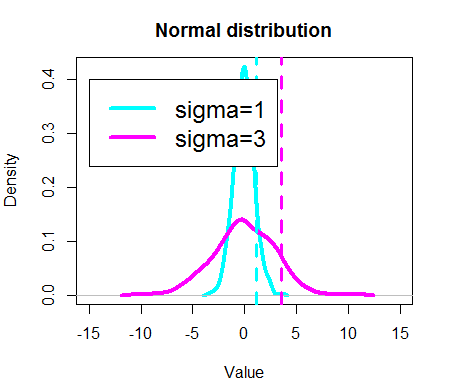 Normal distribution
Density
0.0 0.1 0.2 0.3 0.4
sigma=1
sigma=3
-15 -10 -5 0 5 10 15
Value